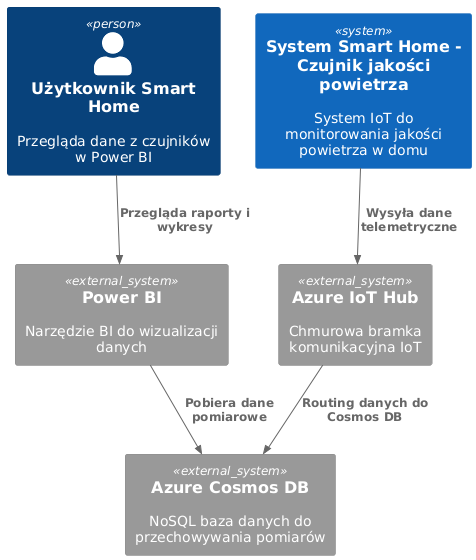 «person»
Użytkownik Smart
Home
Przegląda dane z czujników
w Power BI
«system»
System Smart Home -
Czujnik jakości
powietrza
System IoT do
monitorowania jakości
powietrza w domu
Przegląda raporty i
wykresy
Wysyła dane
telemetryczne
«external_system»
Power BI
Narzędzie BI do wizualizacji
danych
«external_system»
Azure IoT Hub
Chmurowa bramka
komunikacyjna IoT
Pobiera dane
pomiarowe
Routing danych do
Cosmos DB
«external_system»
Azure Cosmos DB
NoSQL baza danych do
przechowywania pomiarów